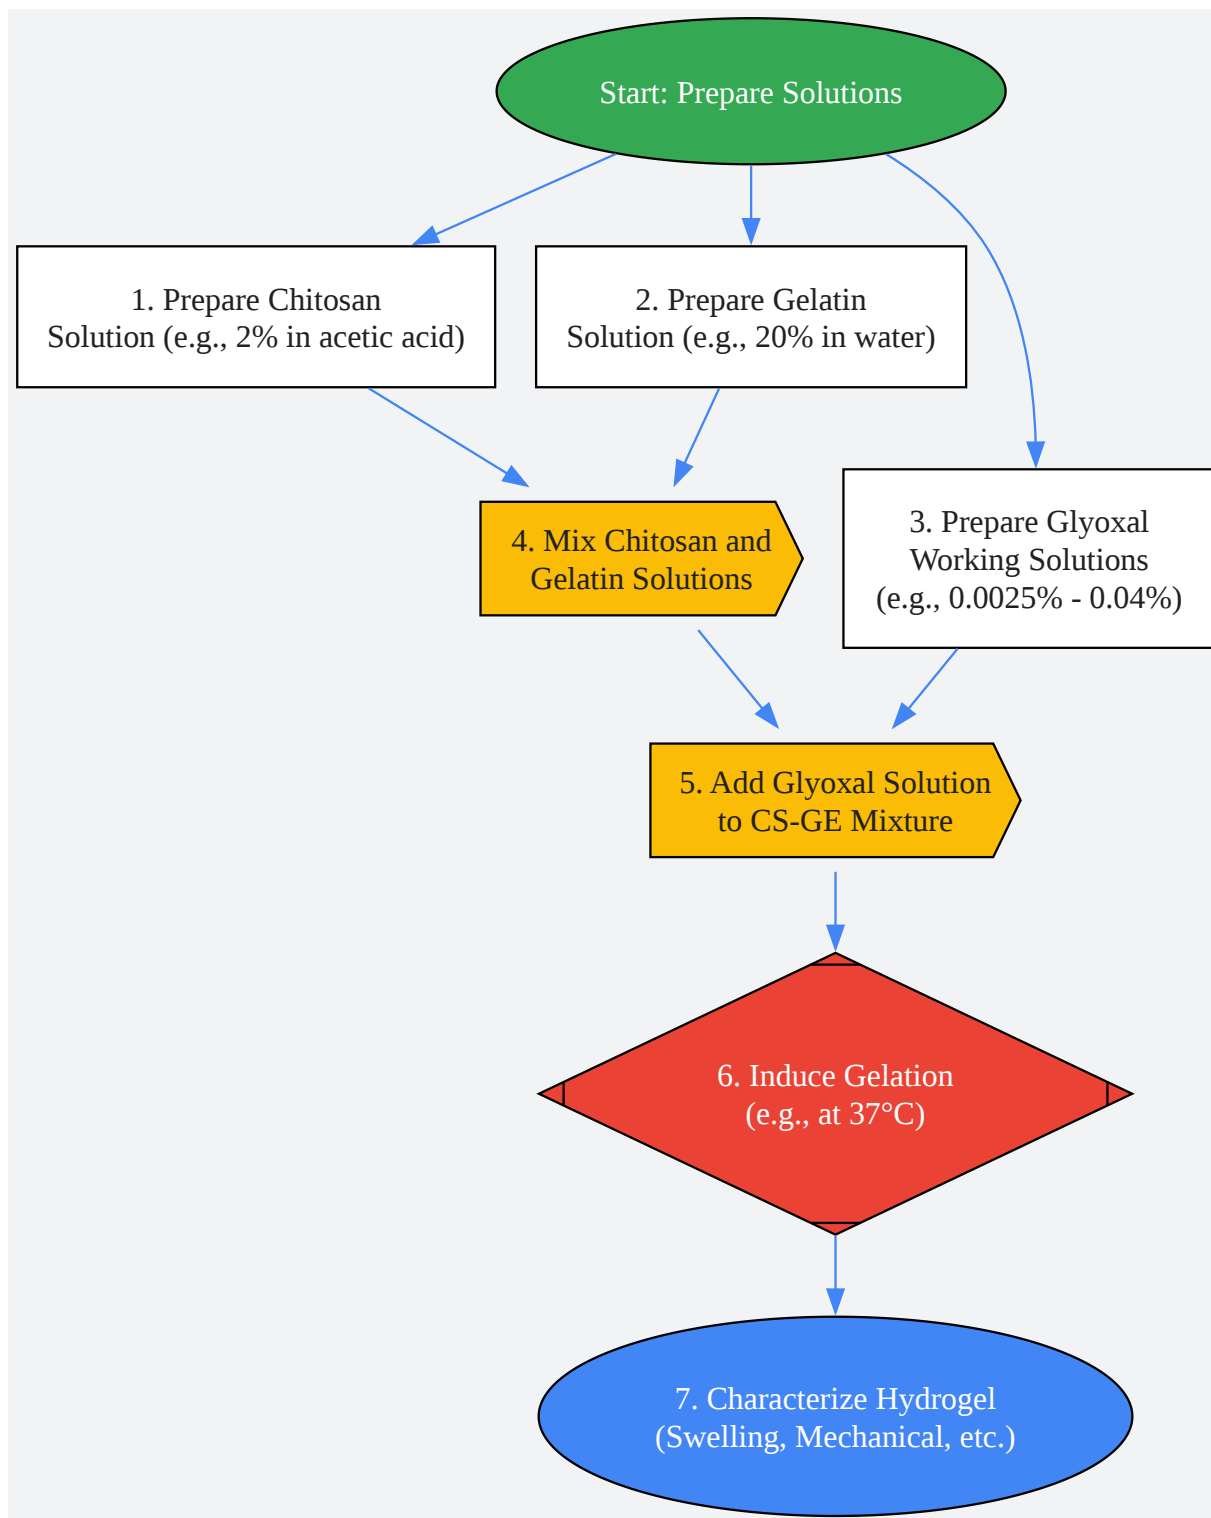 Start: Prepare Solutions
1. Prepare Chitosan
Solution (e.g., 2% in acetic acid)
2. Prepare Gelatin
Solution (e.g., 20% in water)
3. Prepare Glyoxal
Working Solutions
(e.g., 0.0025% - 0.04%)
4. Mix Chitosan and
Gelatin Solutions
5. Add Glyoxal Solution
to CS-GE Mixture
6. Induce Gelation
(e.g., at 37°C)
7. Characterize Hydrogel
(Swelling, Mechanical, etc.)